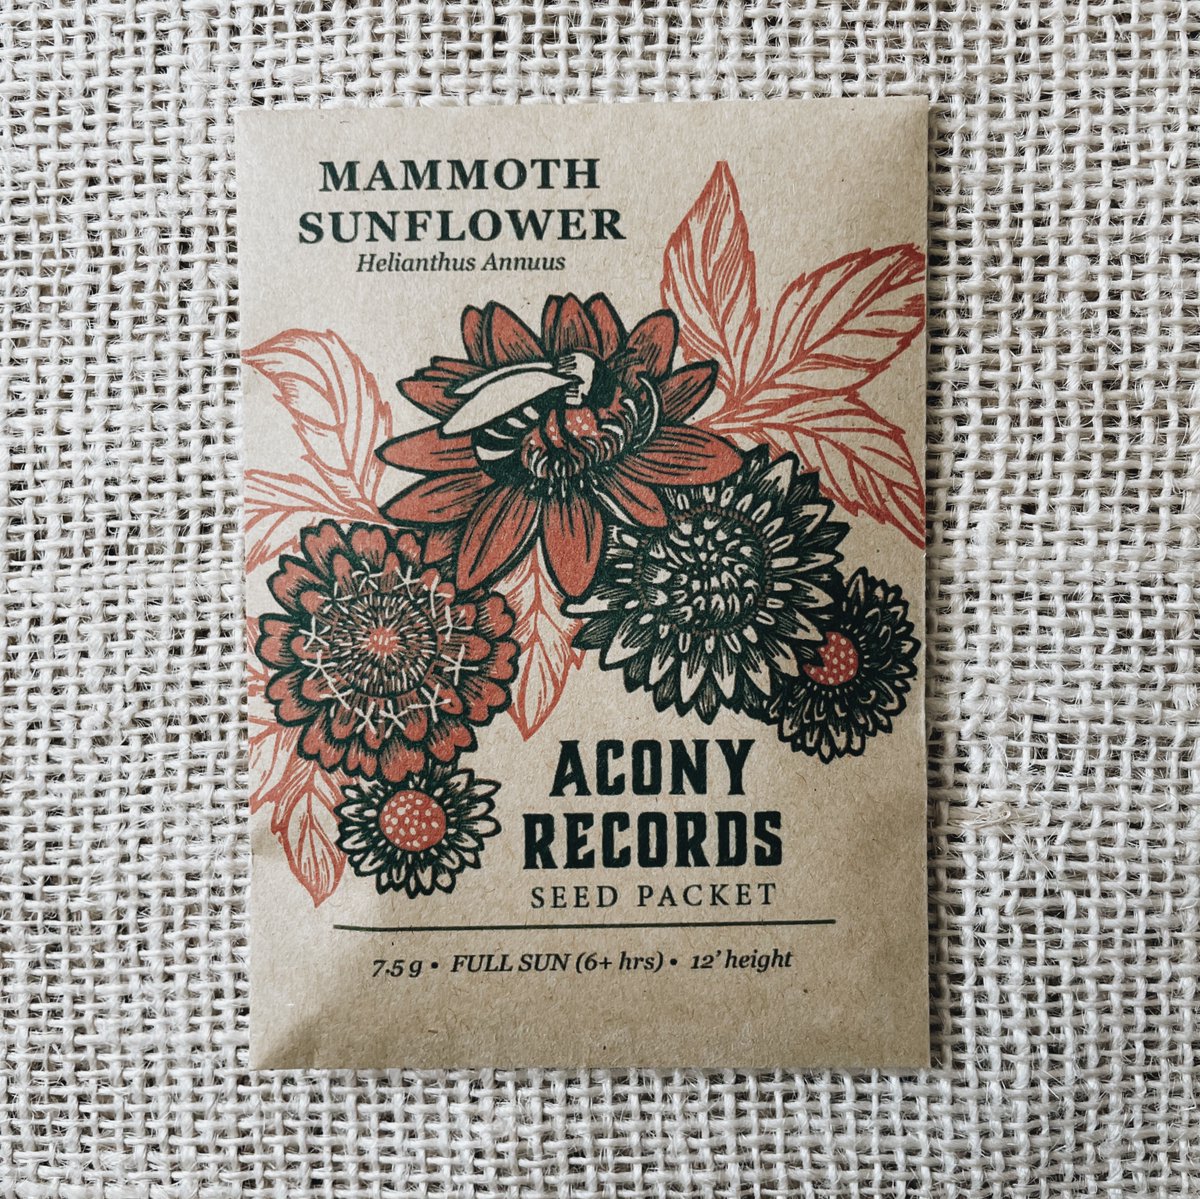 MAMMOTH
SUNFLOWER
Helianthus Annuus
ACONY
RECORDS
SEED PACKET
7.5 g • FULL SUN (6+ hrs) • 12' height